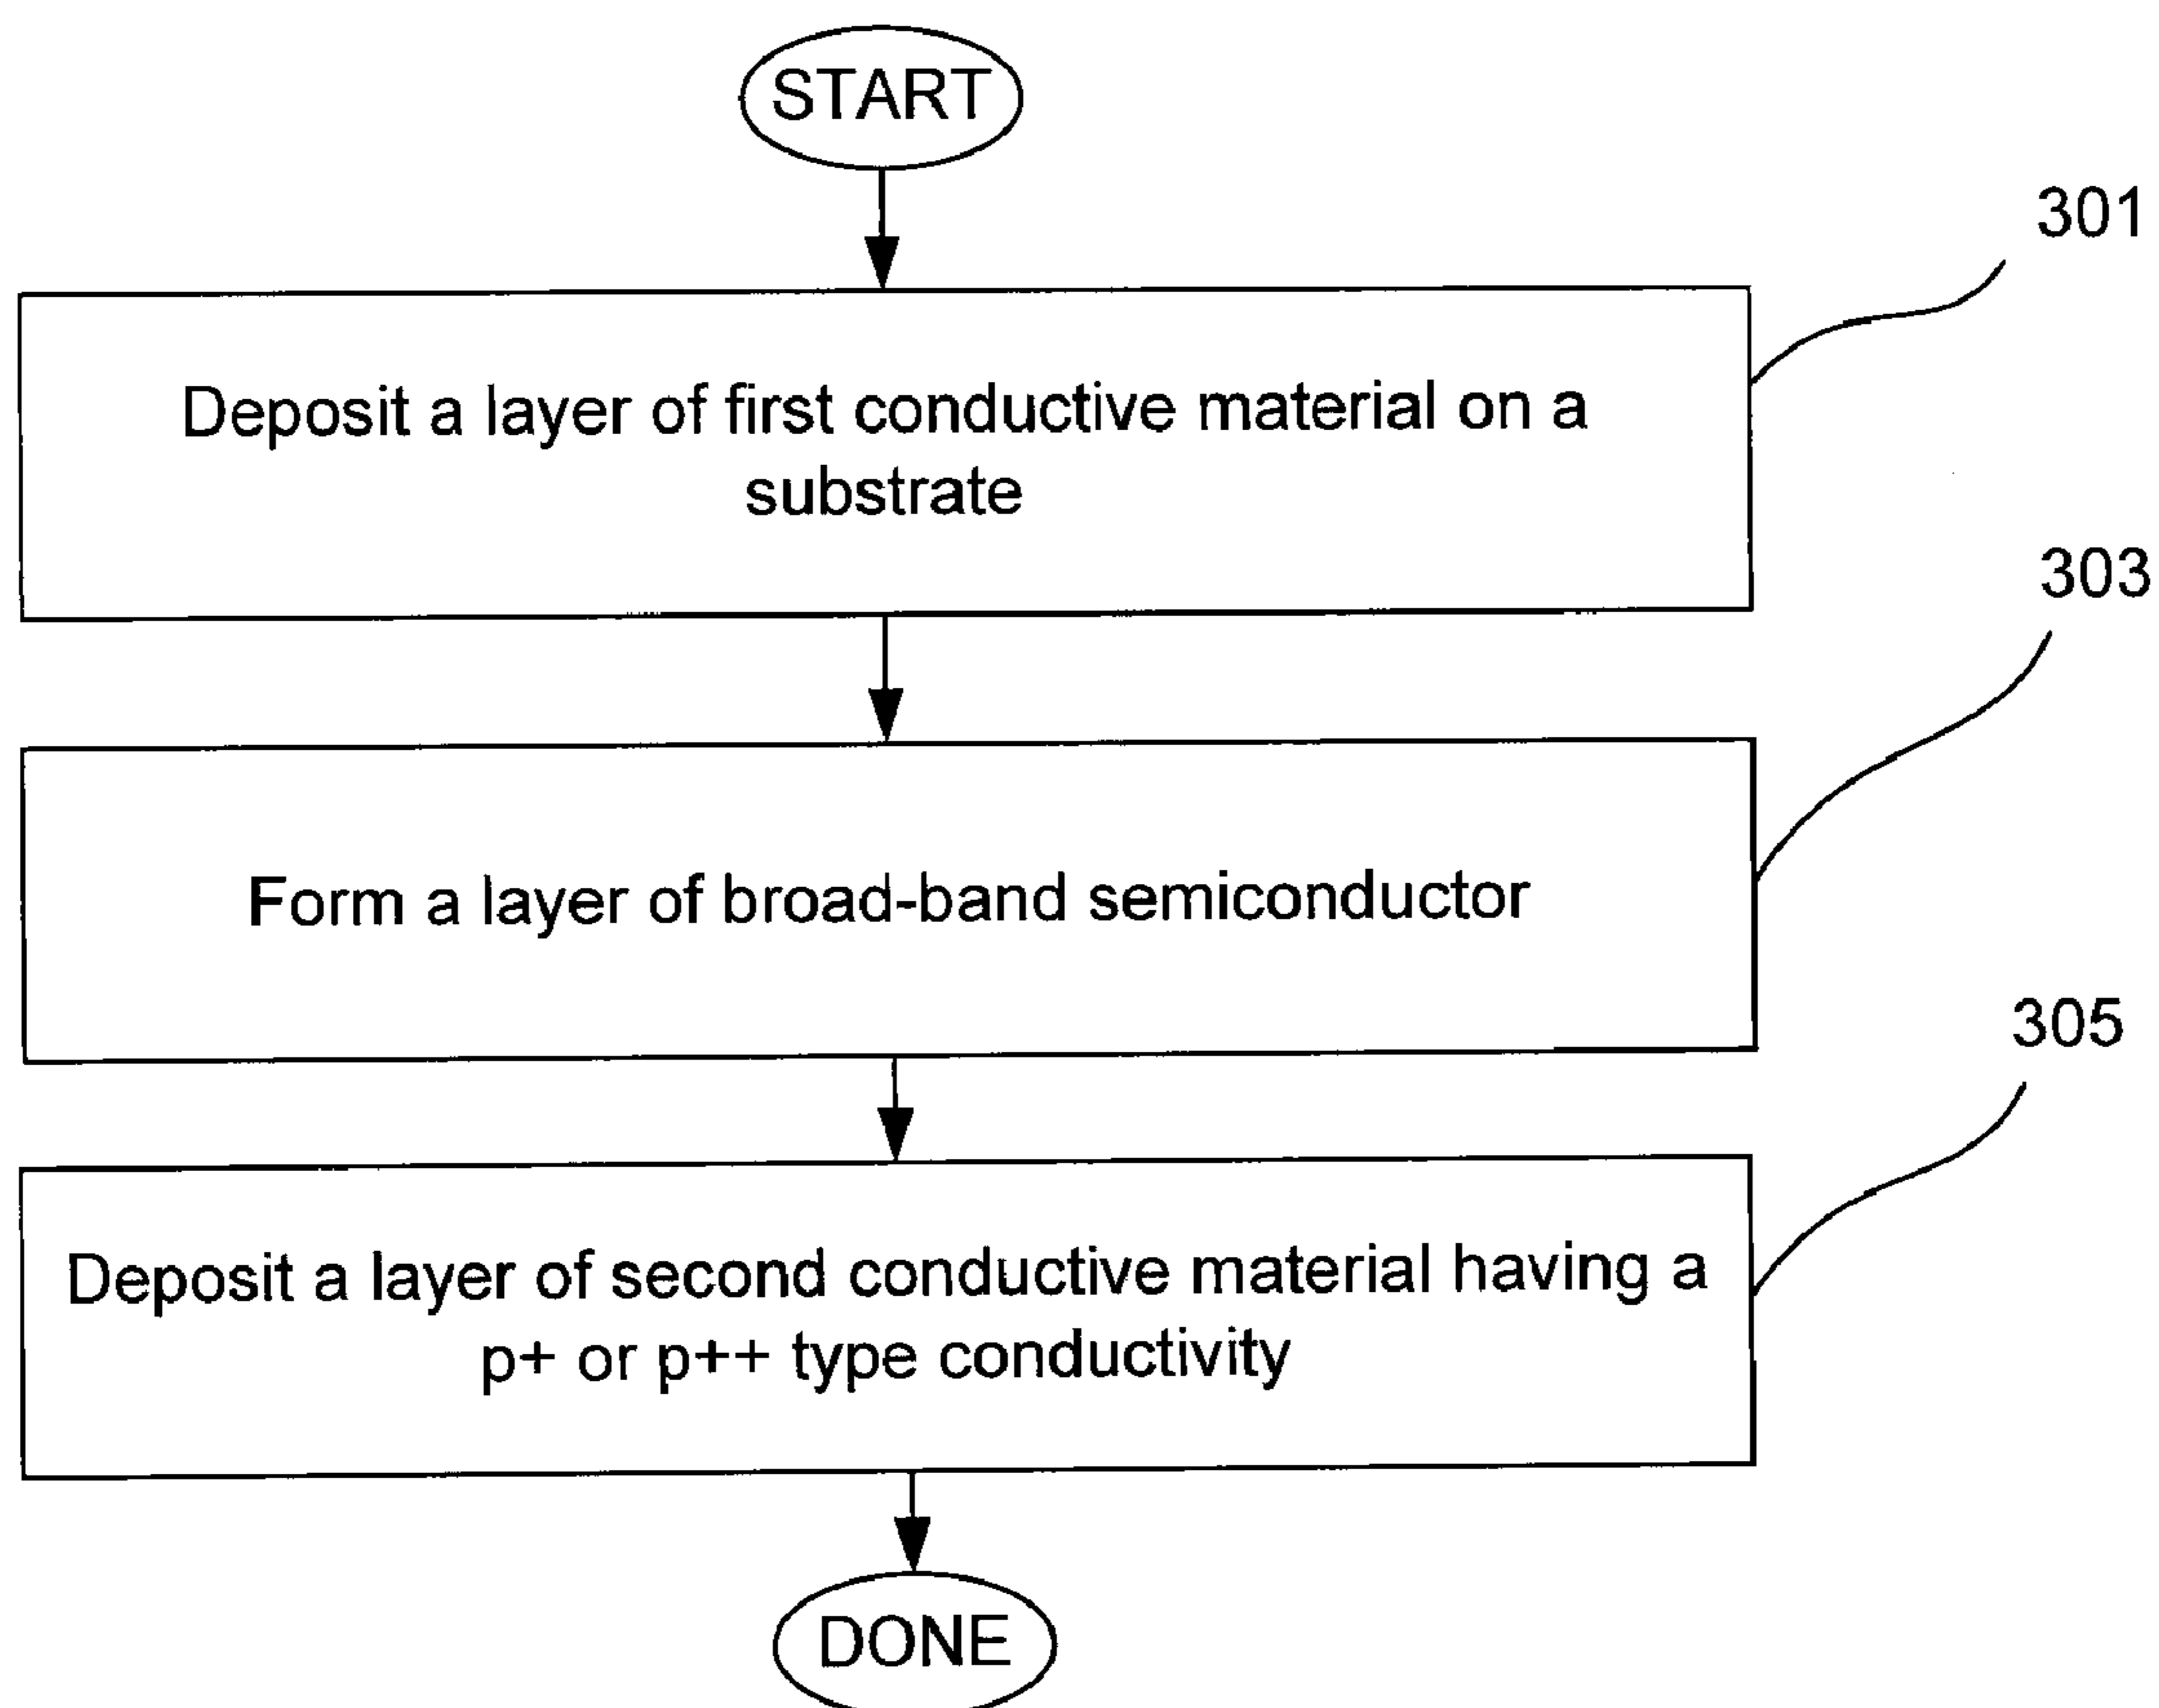 START
301
Deposit a layer of first conductive material on a
substrate
303
Form a layer of broad-band semiconductor
305
Deposit a layer of second conductive material having a
p+ or p++ type conductivity
DONE